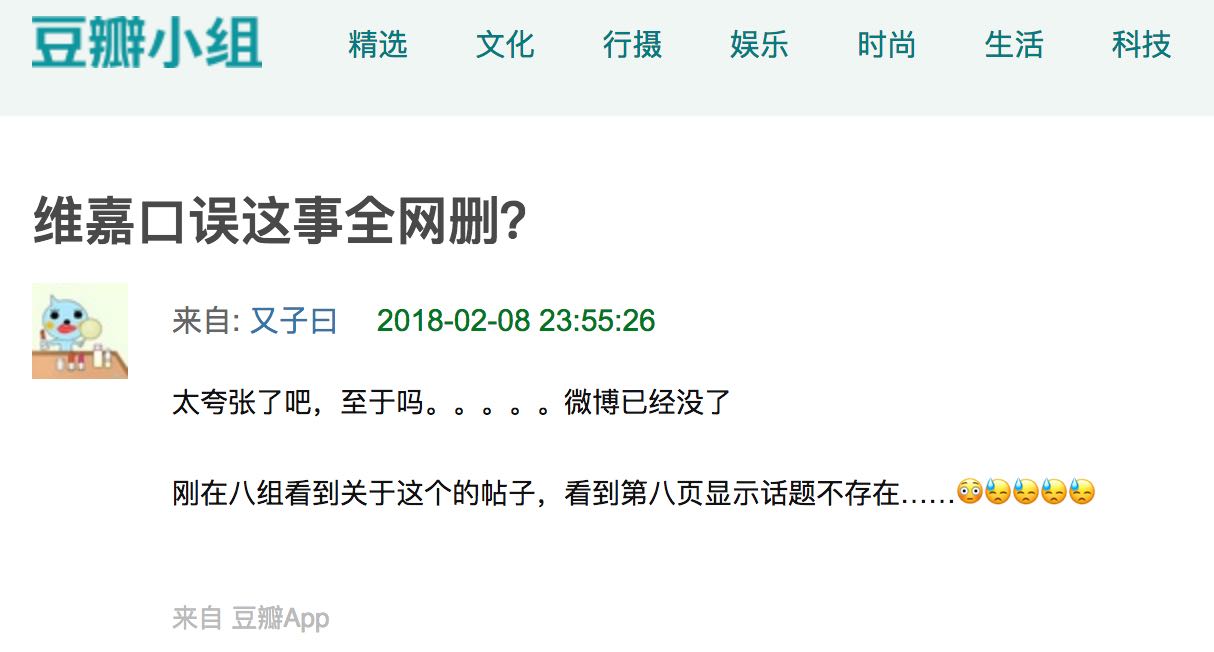 豆瓣小组 精选 文化 行摄 娱乐 时尚 生活 科技
维嘉口误这事全网删?
来自: 又子曰 2018-02-08 23:55:26
太夸张了吧，至于吗。。。。。微博已经没了
刚在八组看到关于这个的帖子，看到第八页显示话题不存在……😳😓😓😓😓
来自 豆瓣App